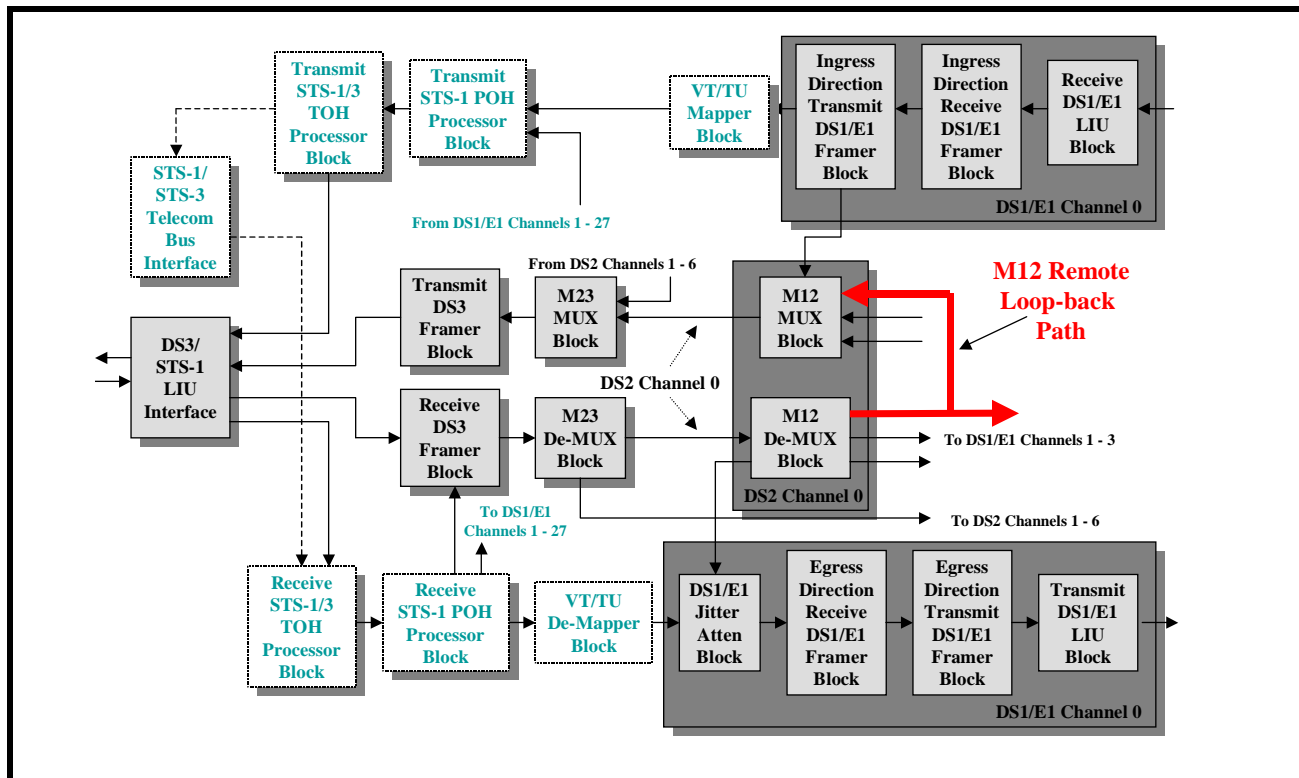 Transmit
STS-1/3
TOH
Processor
Block
Transmit
STS-1 POH
Processor
Block
VT/TU
Mapper
Block
Ingress
Direction
Transmit
DS1/E1
Framer
Block
Ingress
Direction
Receive
DS1/E1
Framer
Block
Receive
DS1/E1
LIU
Block
DS1/E1 Channel 0
STS-1/
STS-3
Telecom
Bus
Interface
From DS1/E1 Channels 1 - 27
From DS2 Channels 1 - 6
Transmit
DS3
Framer
Block
M23
MUX
Block
M12
MUX
Block
M12 Remote
Loop-back
Path
DS3/
STS-1
LIU
Interface
DS2 Channel 0
Receive
DS3
Framer
Block
M23
De-MUX
Block
M12
De-MUX
Block
DS2 Channel 0
To DS1/E1 Channels 1 - 3
To DS1/E1
Channels 1 - 27
To DS2 Channels 1 - 6
Receive
STS-1/3
TOH
Processor
Block
Receive
STS-1 POH
Processor
Block
VT/TU
De-Mapper
Block
DS1/E1
Jitter
Atten
Block
Egress
Direction
Receive
DS1/E1
Framer
Block
Egress
Direction
Transmit
DS1/E1
Framer
Block
Transmit
DS1/E1
LIU
Block
DS1/E1 Channel 0